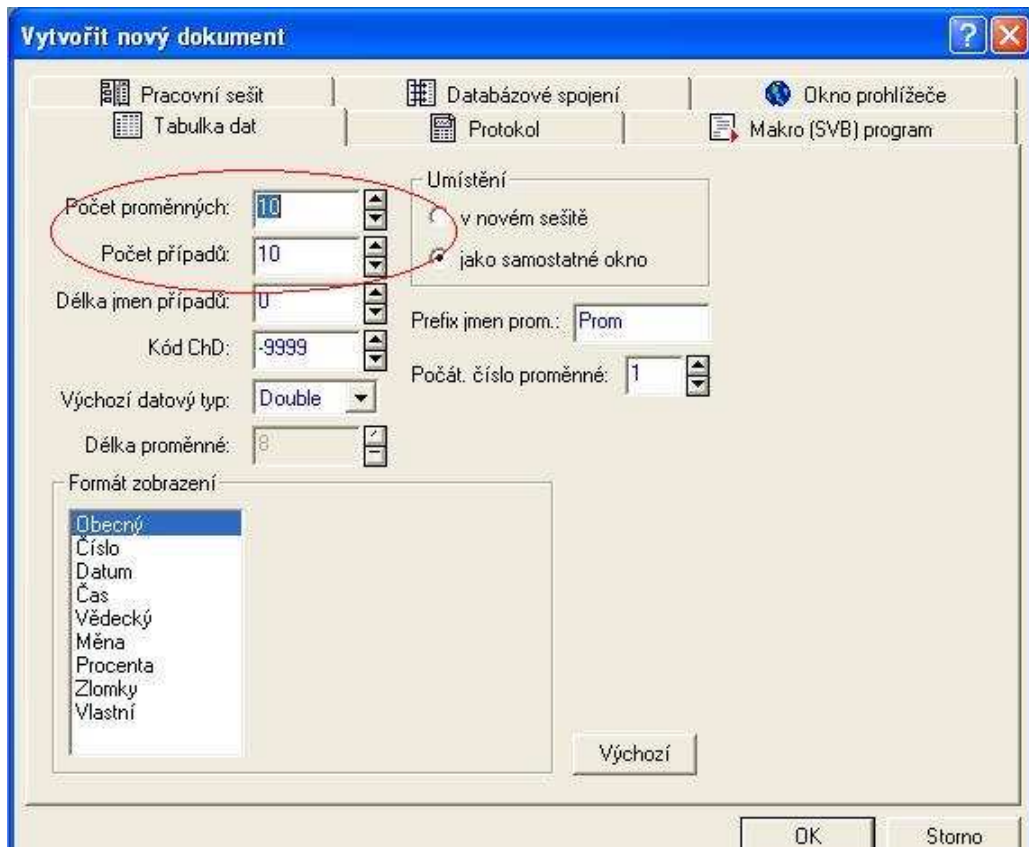 Vytvořit nový dokument
Pracovní sešit
Databázové spojení
Okno prohlížeče
Tabulka dat
Protokol
Makro (SVB) program
Počet proměnných: 10
Počet případů: 10
Délka jmen případů: 0
Kód ChD: -9999
Výchozí datový typ: Double
Délka proměnné: 8
Umístění
v novém sešitě
jako samostatné okno
Prefix jmen prom.: Prom
Počát. číslo proměnné: 1
Formát zobrazení
Obecný
Číslo
Datum
Čas
Vědecký
Měna
Procenta
Zlomky
Vlastní
Výchozí
OK
Storno